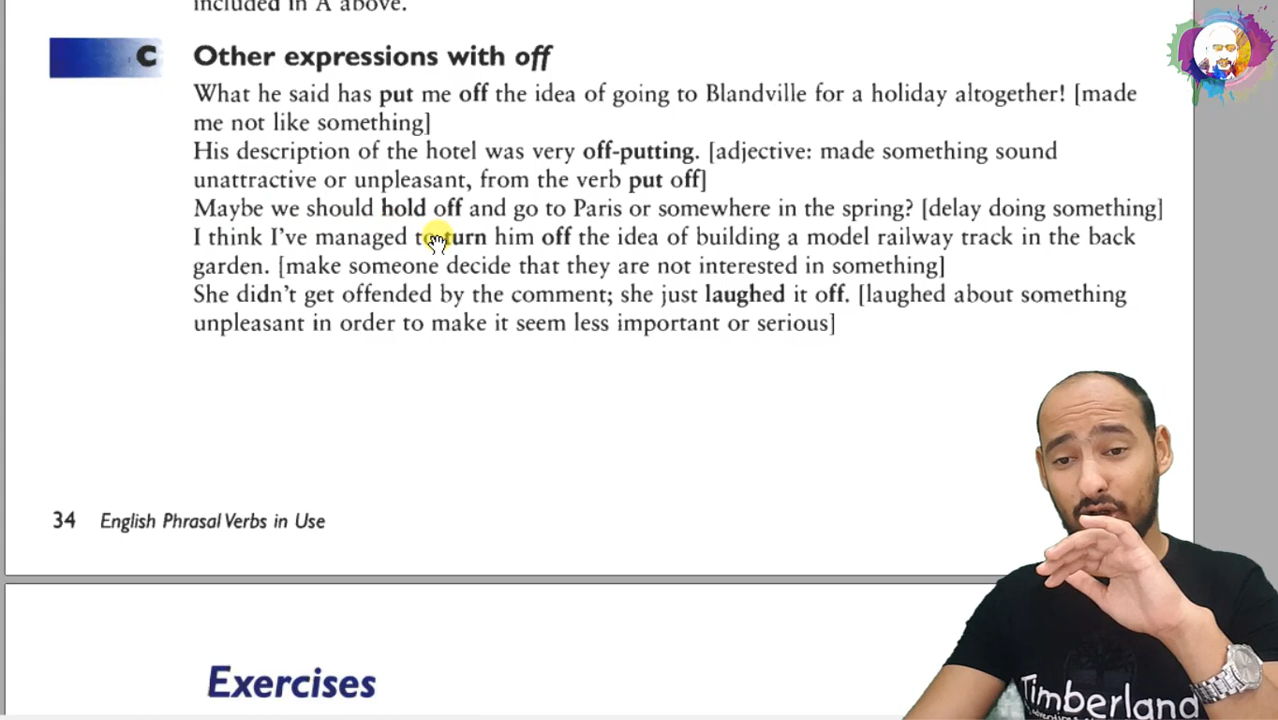 included in A above.
C Other expressions with off
What he said has put me off the idea of going to Blandville for a holiday altogether! [made
me not like something]
His description of the hotel was very off-putting. [adjective: made something sound
unattractive or unpleasant, from the verb put off]
Maybe we should hold off and go to Paris or somewhere in the spring? [delay doing something]
I think I've managed to turn him off the idea of building a model railway track in the back
garden. [make someone decide that they are not interested in something]
She didn't get offended by the comment; she just laughed it off. [laughed about something
unpleasant in order to make it seem less important or serious]
34 English Phrasal Verbs in Use
Exercises
Timberland